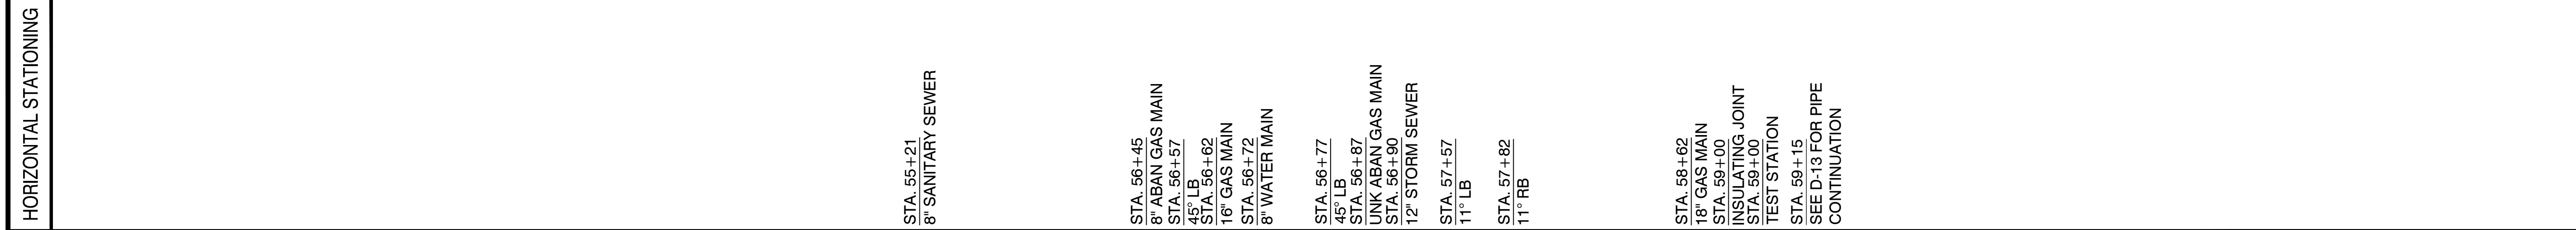 HORIZONTAL STATIONING
STA. 55+21
8" SANITARY SEWER
STA. 56+45
8" ABAN GAS MAIN
STA. 56+57
45° LB
STA. 56+62
16" GAS MAIN
STA. 56+72
8" WATER MAIN
STA. 56+77
45° LB
STA. 56+87
UNK ABAN GAS MAIN
STA. 56+90
12" STORM SEWER
STA. 57+57
11° LB
STA. 57+82
11° RB
STA. 58+62
18" GAS MAIN
STA. 59+00
INSULATING JOINT
STA. 59+00
TEST STATION
STA. 59+15
SEE D-13 FOR PIPE
CONTINUATION